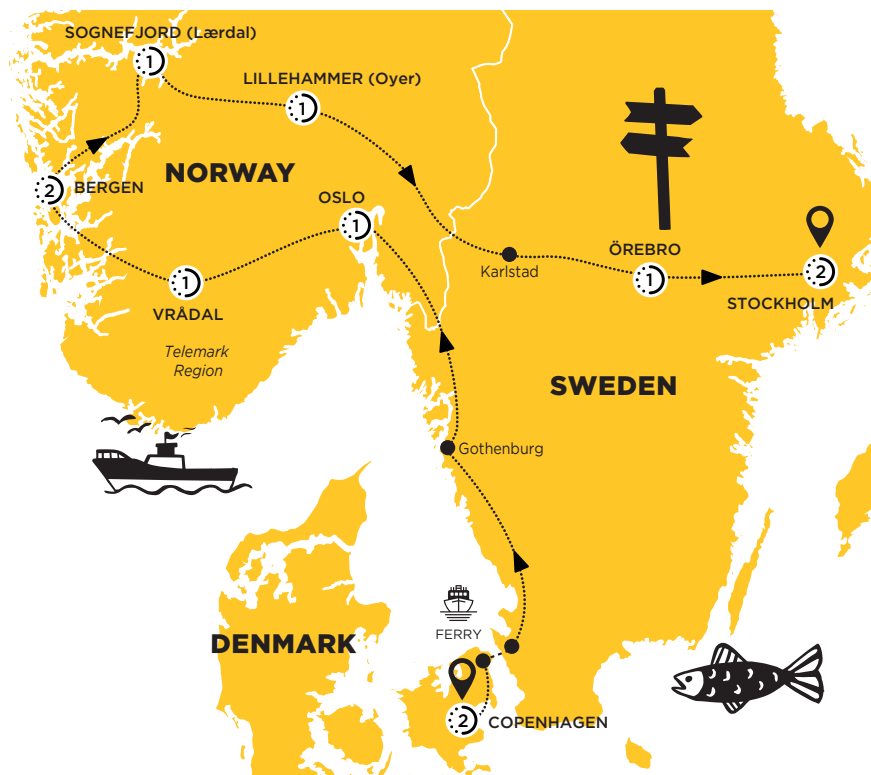 SOGNEFJORD (Lærdal)
1
LILLEHAMMER (Oyer)
1
NORWAY
2
BERGEN
OSLO
1
1
VRÅDAL
Telemark
Region
Karlstad
ÖREBRO
1
2
STOCKHOLM
SWEDEN
Gothenburg
FERRY
DENMARK
2
COPENHAGEN